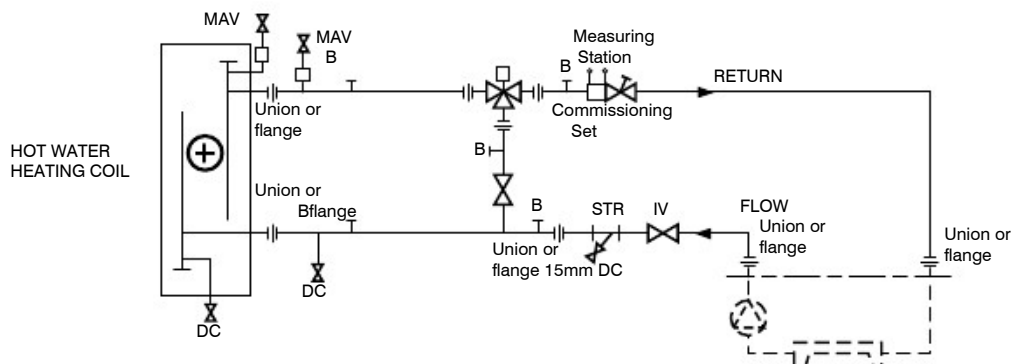 MAV
MAV
B
Measuring
Station
B
RETURN
Union or
flange
Commissioning
Set
HOT WATER
HEATING COIL
B
Union or
Bflange
B
STR
IV
FLOW
Union or
flange
Union or
flange
Union or
flange 15mm DC
DC
DC